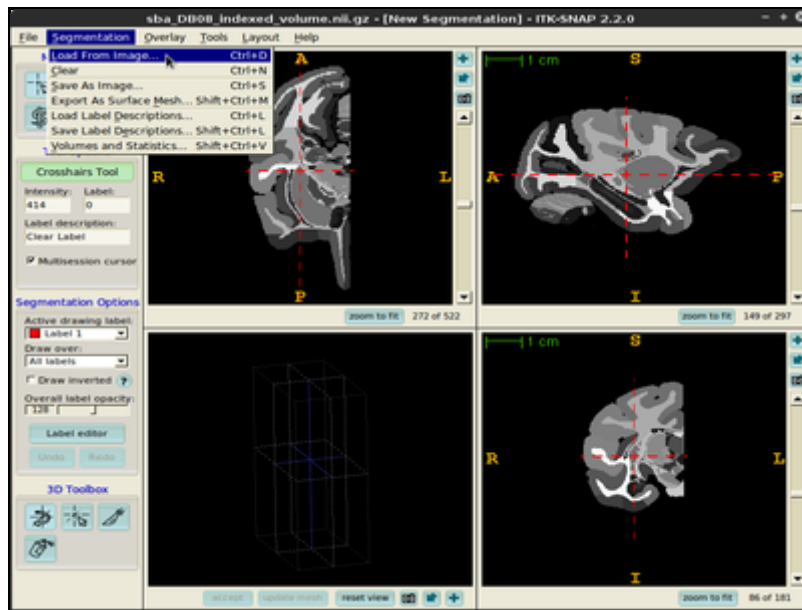 sba_DB08_indexed_volume.nii.gz - [New Segmentation] - ITK-SNAP 2.2.0
File Segmentation Overlay Tools Layout Help
Load From Image... Ctrl+O
Clear Ctrl+N
Save As Image... Ctrl+S
Export As Surface Mesh... Shift+Ctrl+M
Load Label Descriptions... Ctrl+L
Save Label Descriptions... Shift+Ctrl+L
Volumes and Statistics... Shift+Ctrl+V
Crosshairs Tool
Intensity: Label:
414 0
Label description:
Clear Label
Multisession cursor
Segmentation Options
Active drawing label:
Label 1
Draw over:
All labels
Draw inverted ?
Overall label opacity:
128
Label editor
Undo Redo
3D Toolbox
A
R L
P
zoom to fit 272 of 522
1 cm
S
A P
I
zoom to fit 149 of 297
accept update mesh reset view
1 cm
S
R L
I
zoom to fit 86 of 181